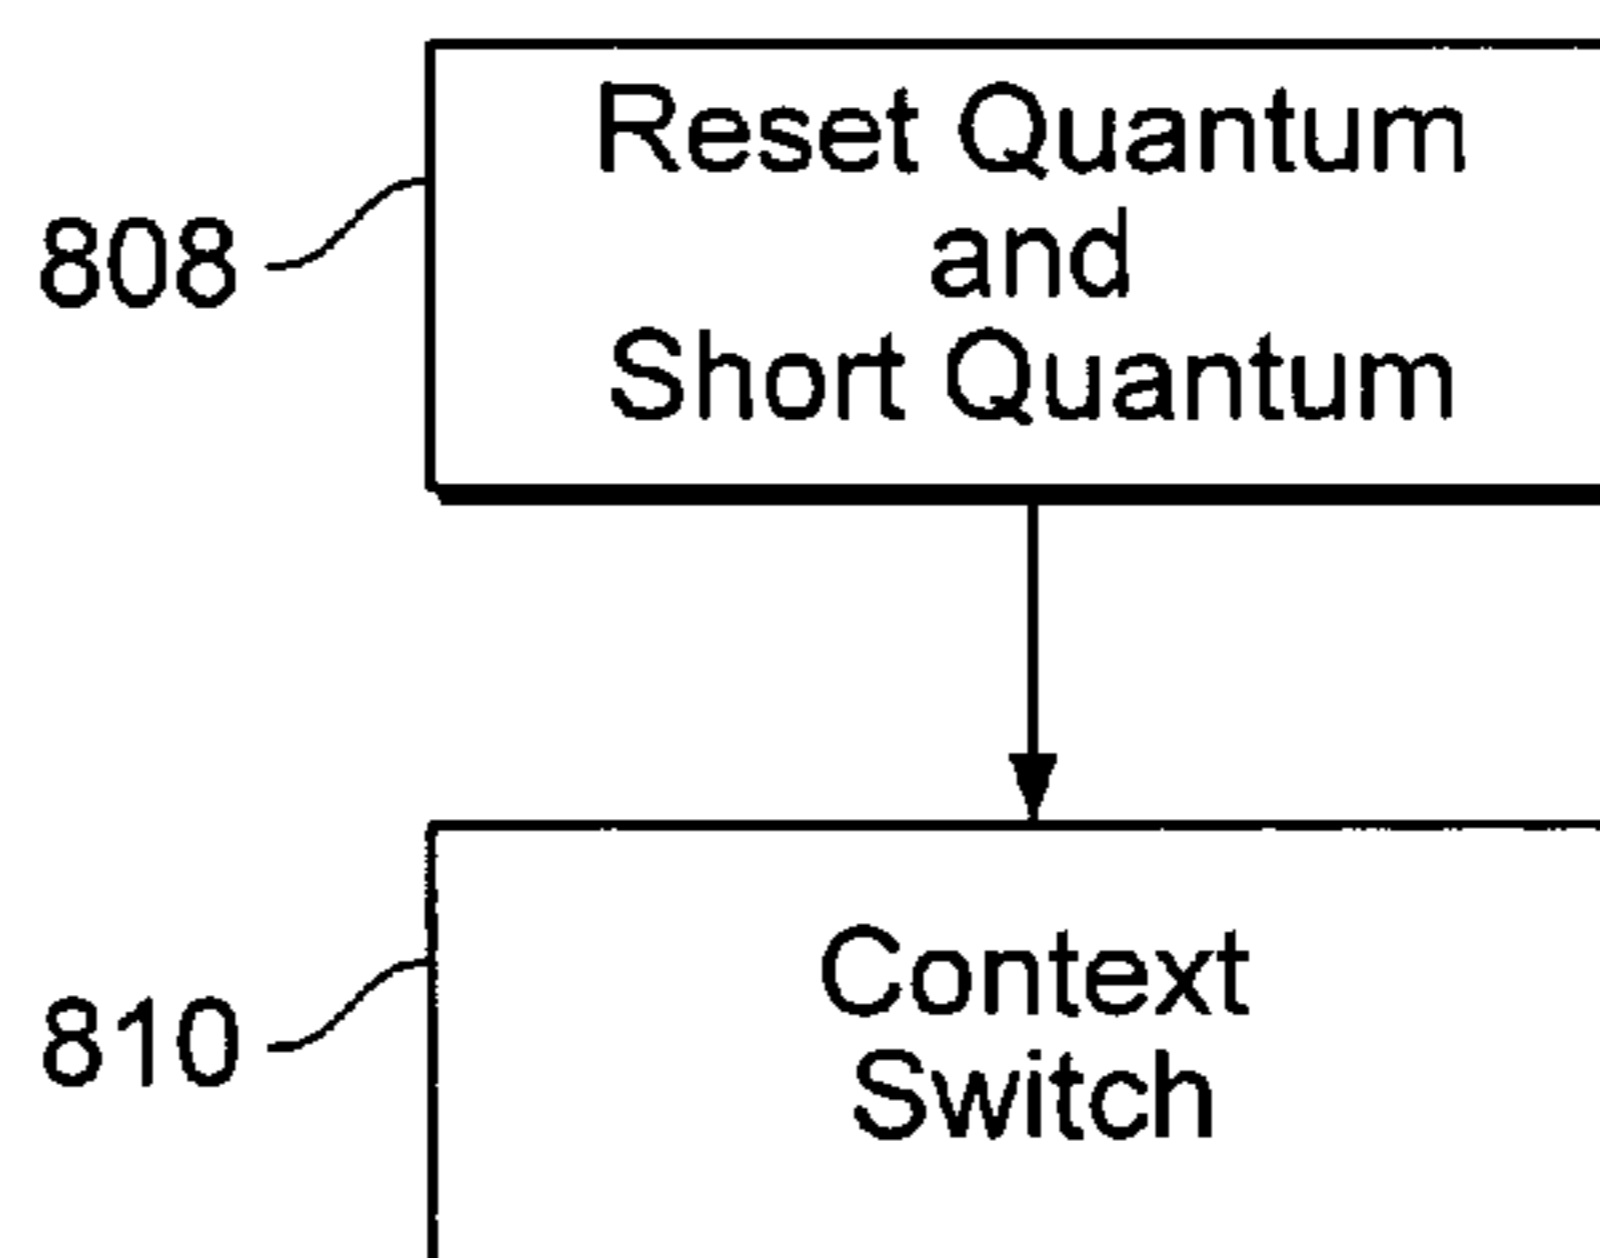 Reset Quantum
and
808
Short Quantum
Context
810
Switch